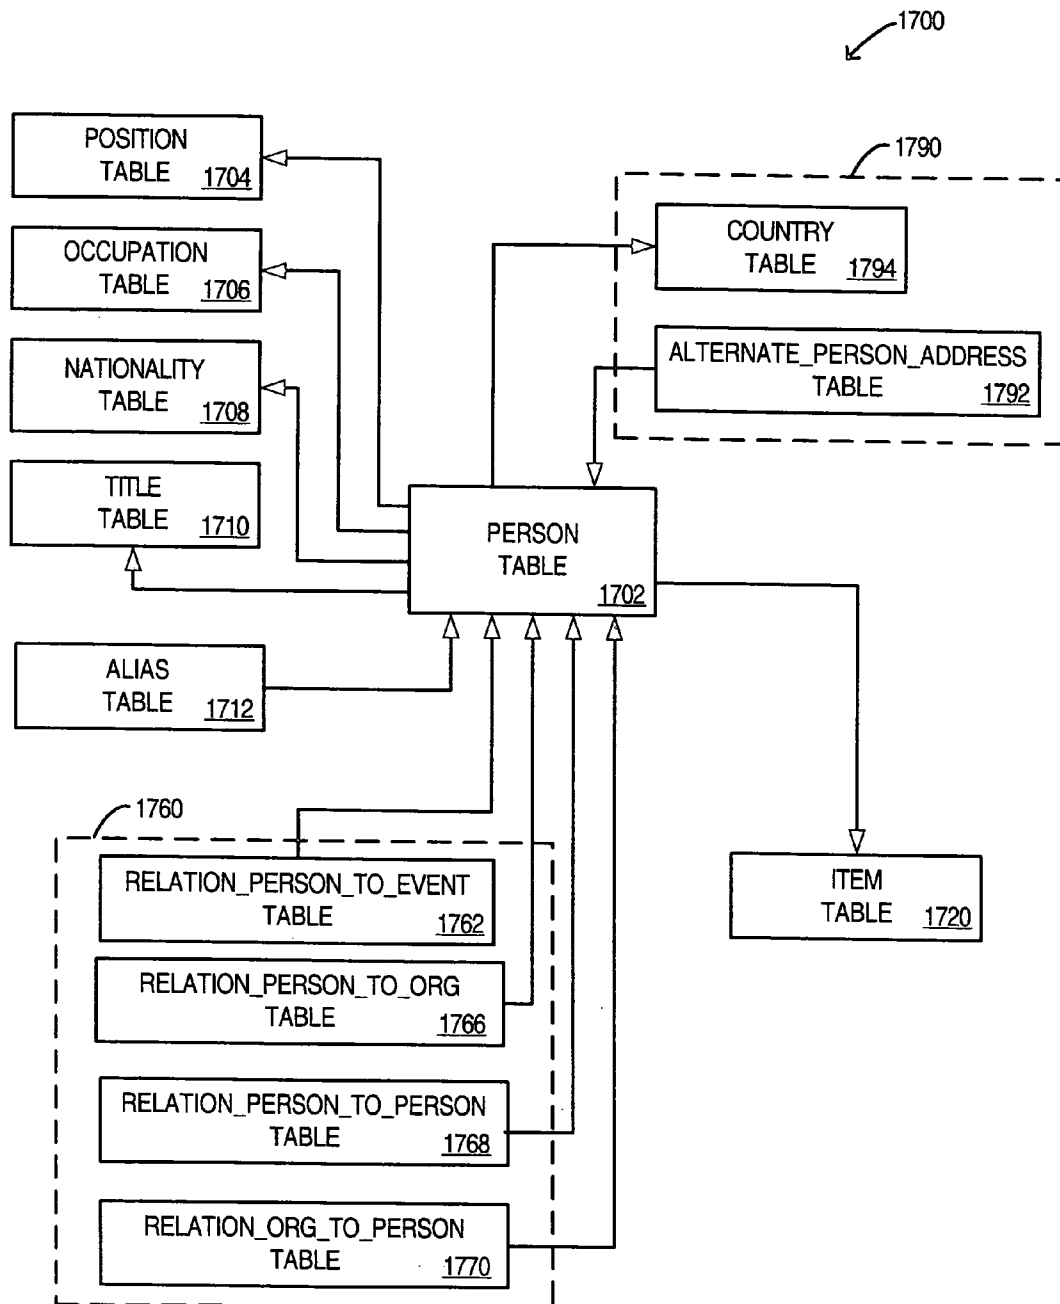 1700
POSITION
TABLE 1704
1790
COUNTRY
TABLE 1794
OCCUPATION
TABLE 1706
ALTERNATE_PERSON_ADDRESS
TABLE 1792
NATIONALITY
TABLE 1708
TITLE
TABLE 1710
PERSON
TABLE
1702
ALIAS
TABLE 1712
1760
RELATION_PERSON_TO_EVENT
TABLE 1762
ITEM
TABLE 1720
RELATION_PERSON_TO_ORG
TABLE 1766
RELATION_PERSON_TO_PERSON
TABLE 1768
RELATION_ORG_TO_PERSON
TABLE 1770